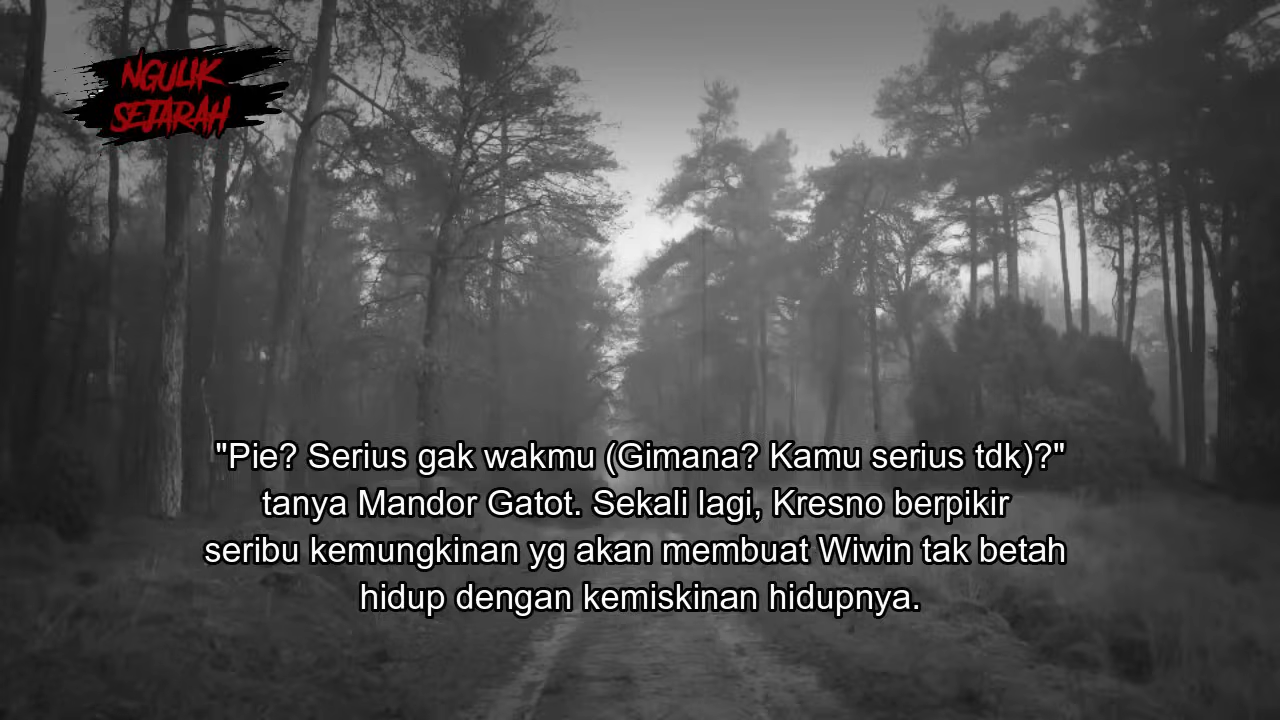 NGULIK
SEJARAH
"Pie? Serius gak wakmu (Gimana? Kamu serius tdk)?"
tanya Mandor Gatot. Sekali lagi, Kresno berpikir
seribu kemungkinan yg akan membuat Wiwin tak betah
hidup dengan kemiskinan hidupnya.